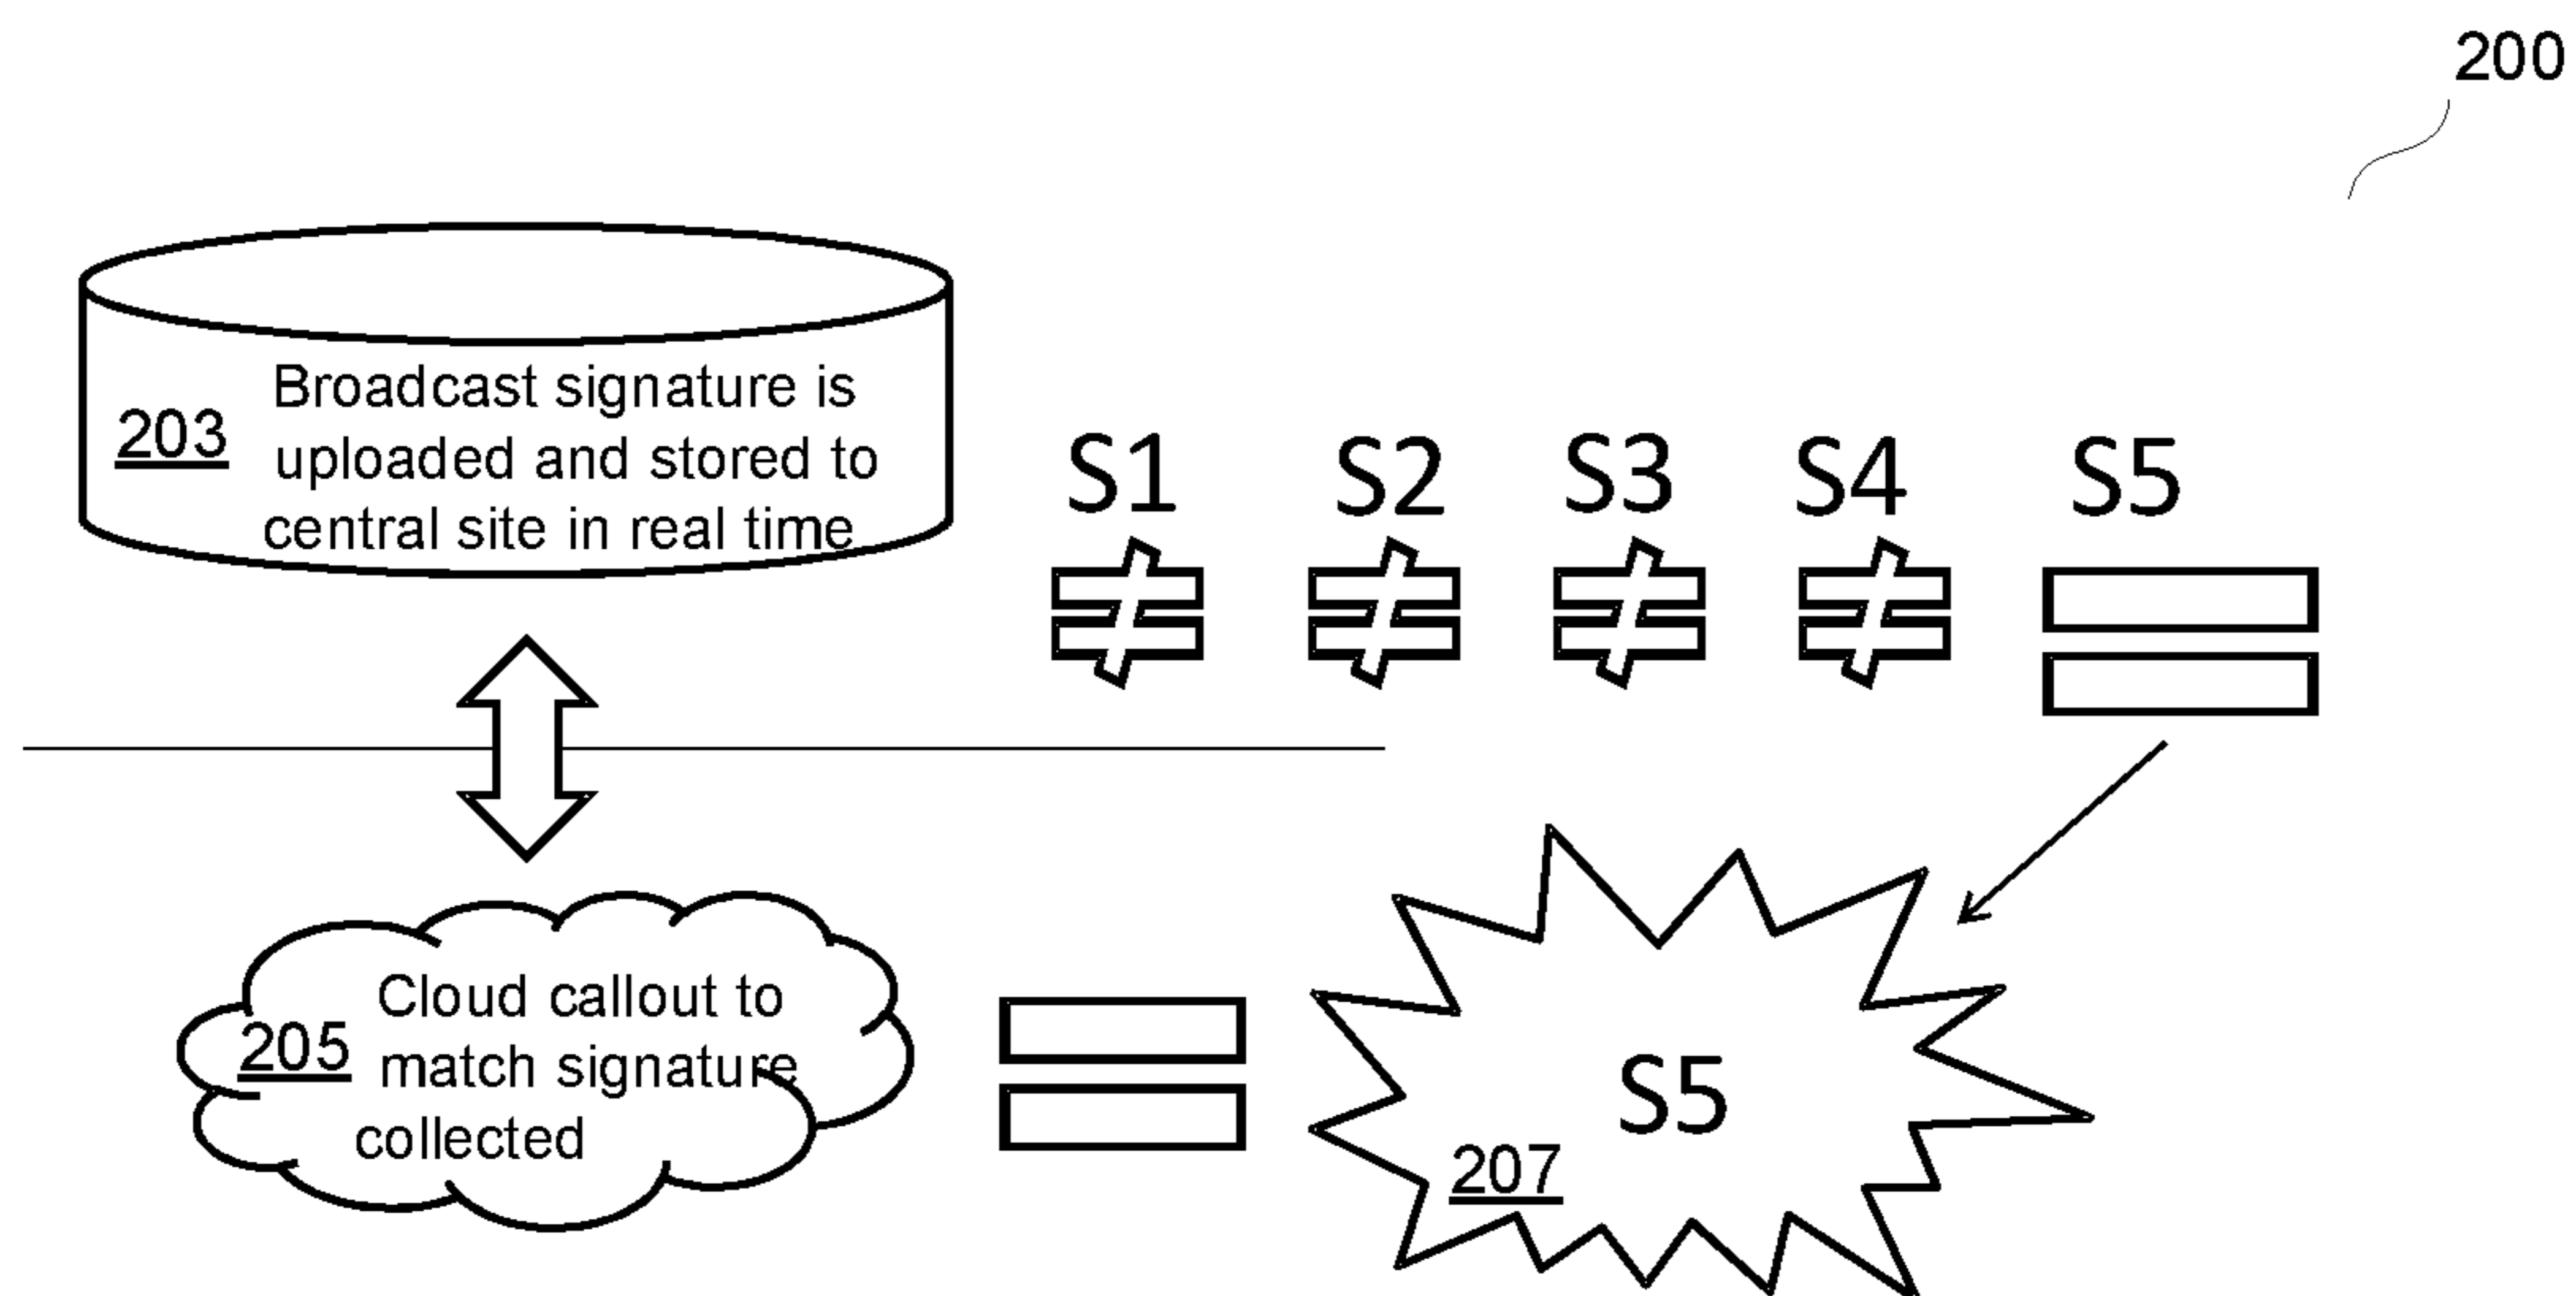 200
203 Broadcast signature is
uploaded and stored to
central site in real time
S1 S2 S3 S4 S5
205 Cloud callout to
match signature
collected
S5
207